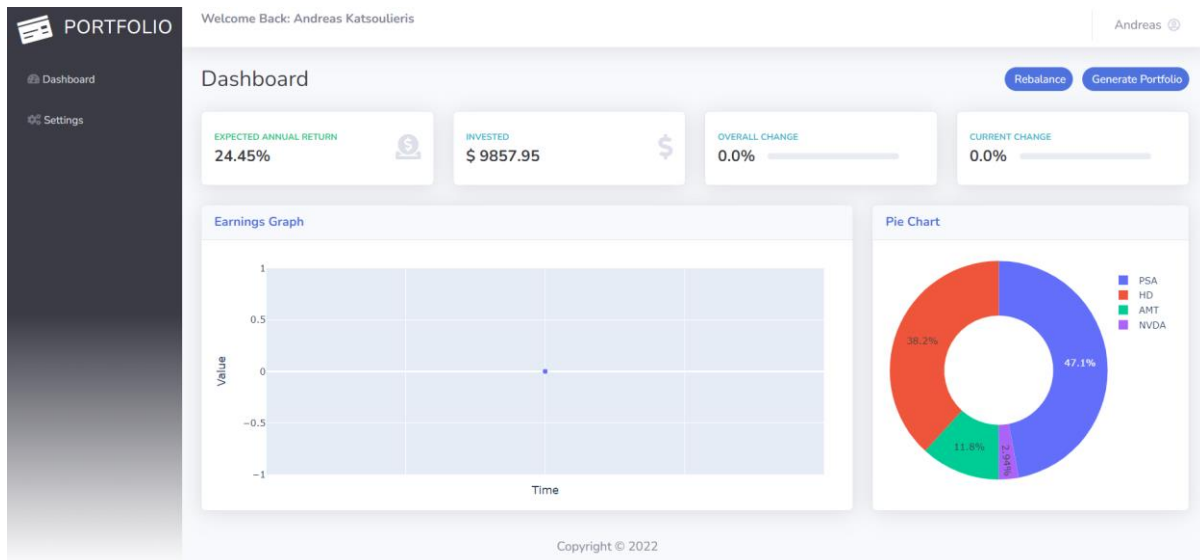 PORTFOLIO
Welcome Back: Andreas Katsoulieris
Andreas
Dashboard
Settings
Dashboard
Rebalance
Generate Portfolio
EXPECTED ANNUAL RETURN
24.45%
INVESTED
$ 9857.95
OVERALL CHANGE
0.0%
CURRENT CHANGE
0.0%
Earnings Graph
1
0.5
0
−0.5
−1
Value
Time
Pie Chart
47.1%
38.2%
11.8%
2.94%
PSA
HD
AMT
NVDA
Copyright © 2022